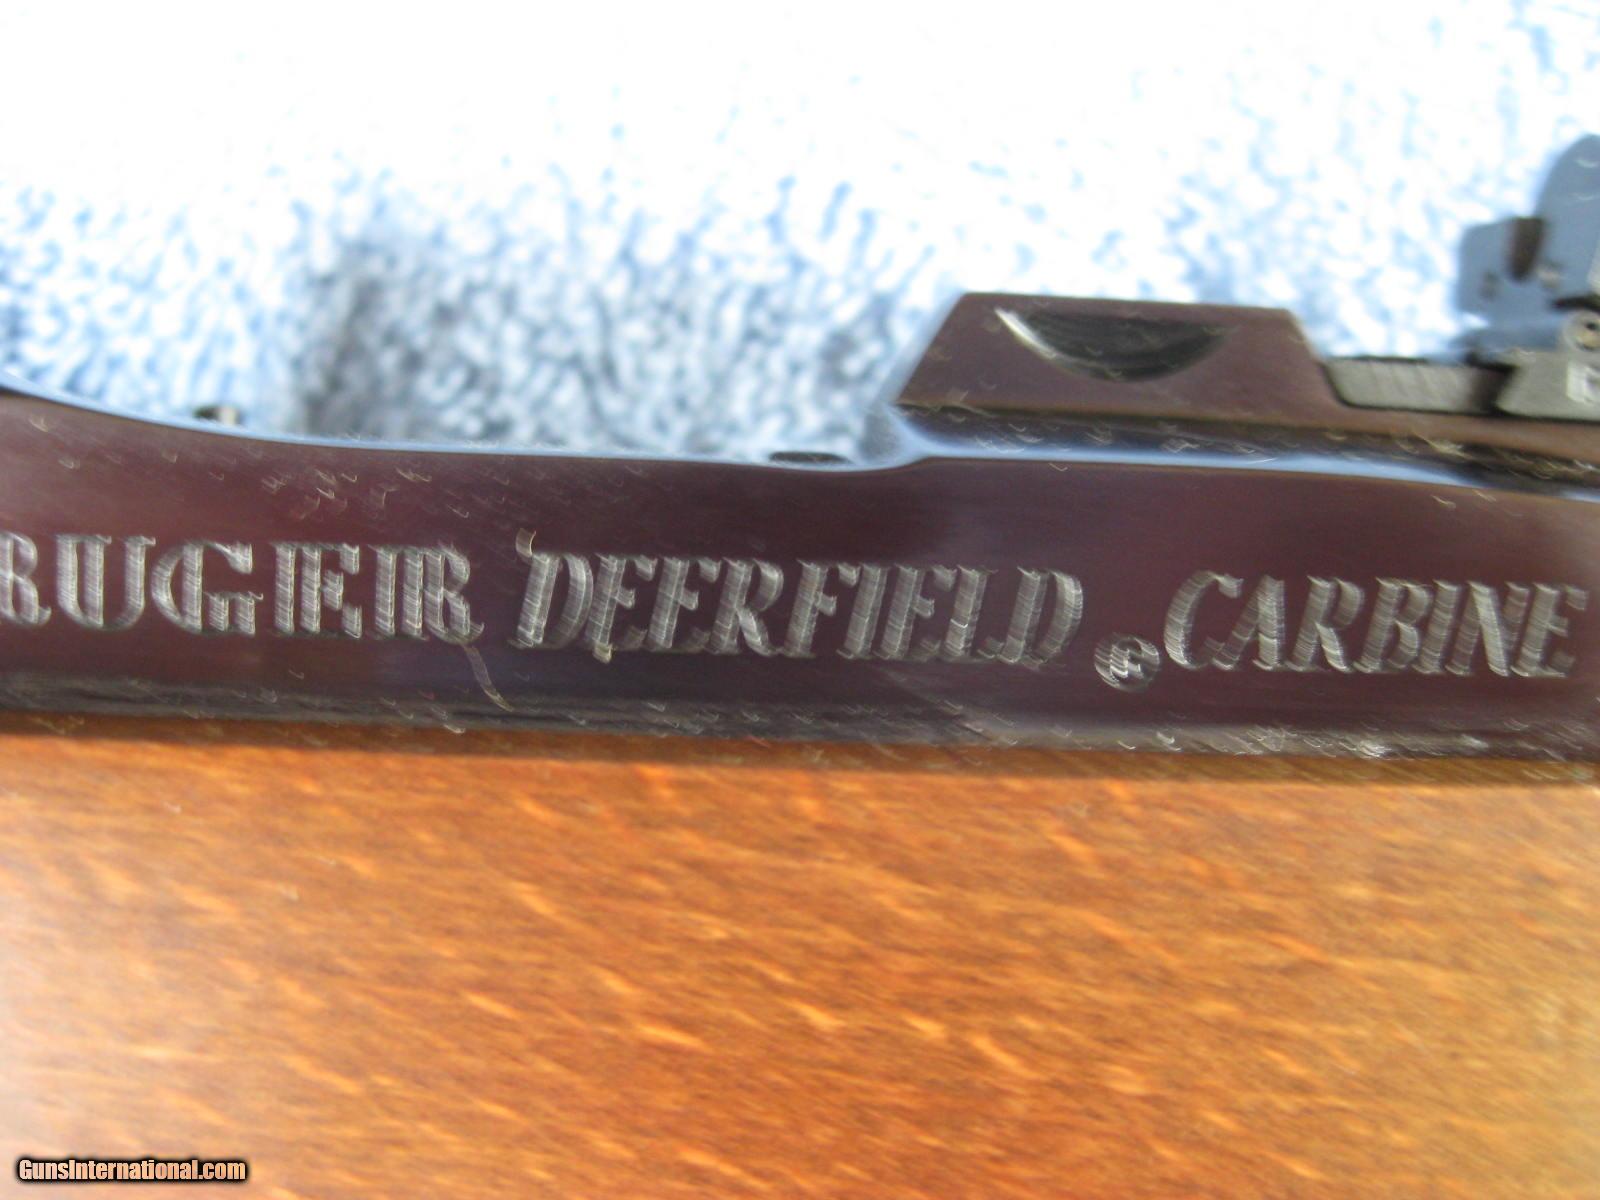 RUGER DEERFIELD ® CARBINE
GunsInternational.com